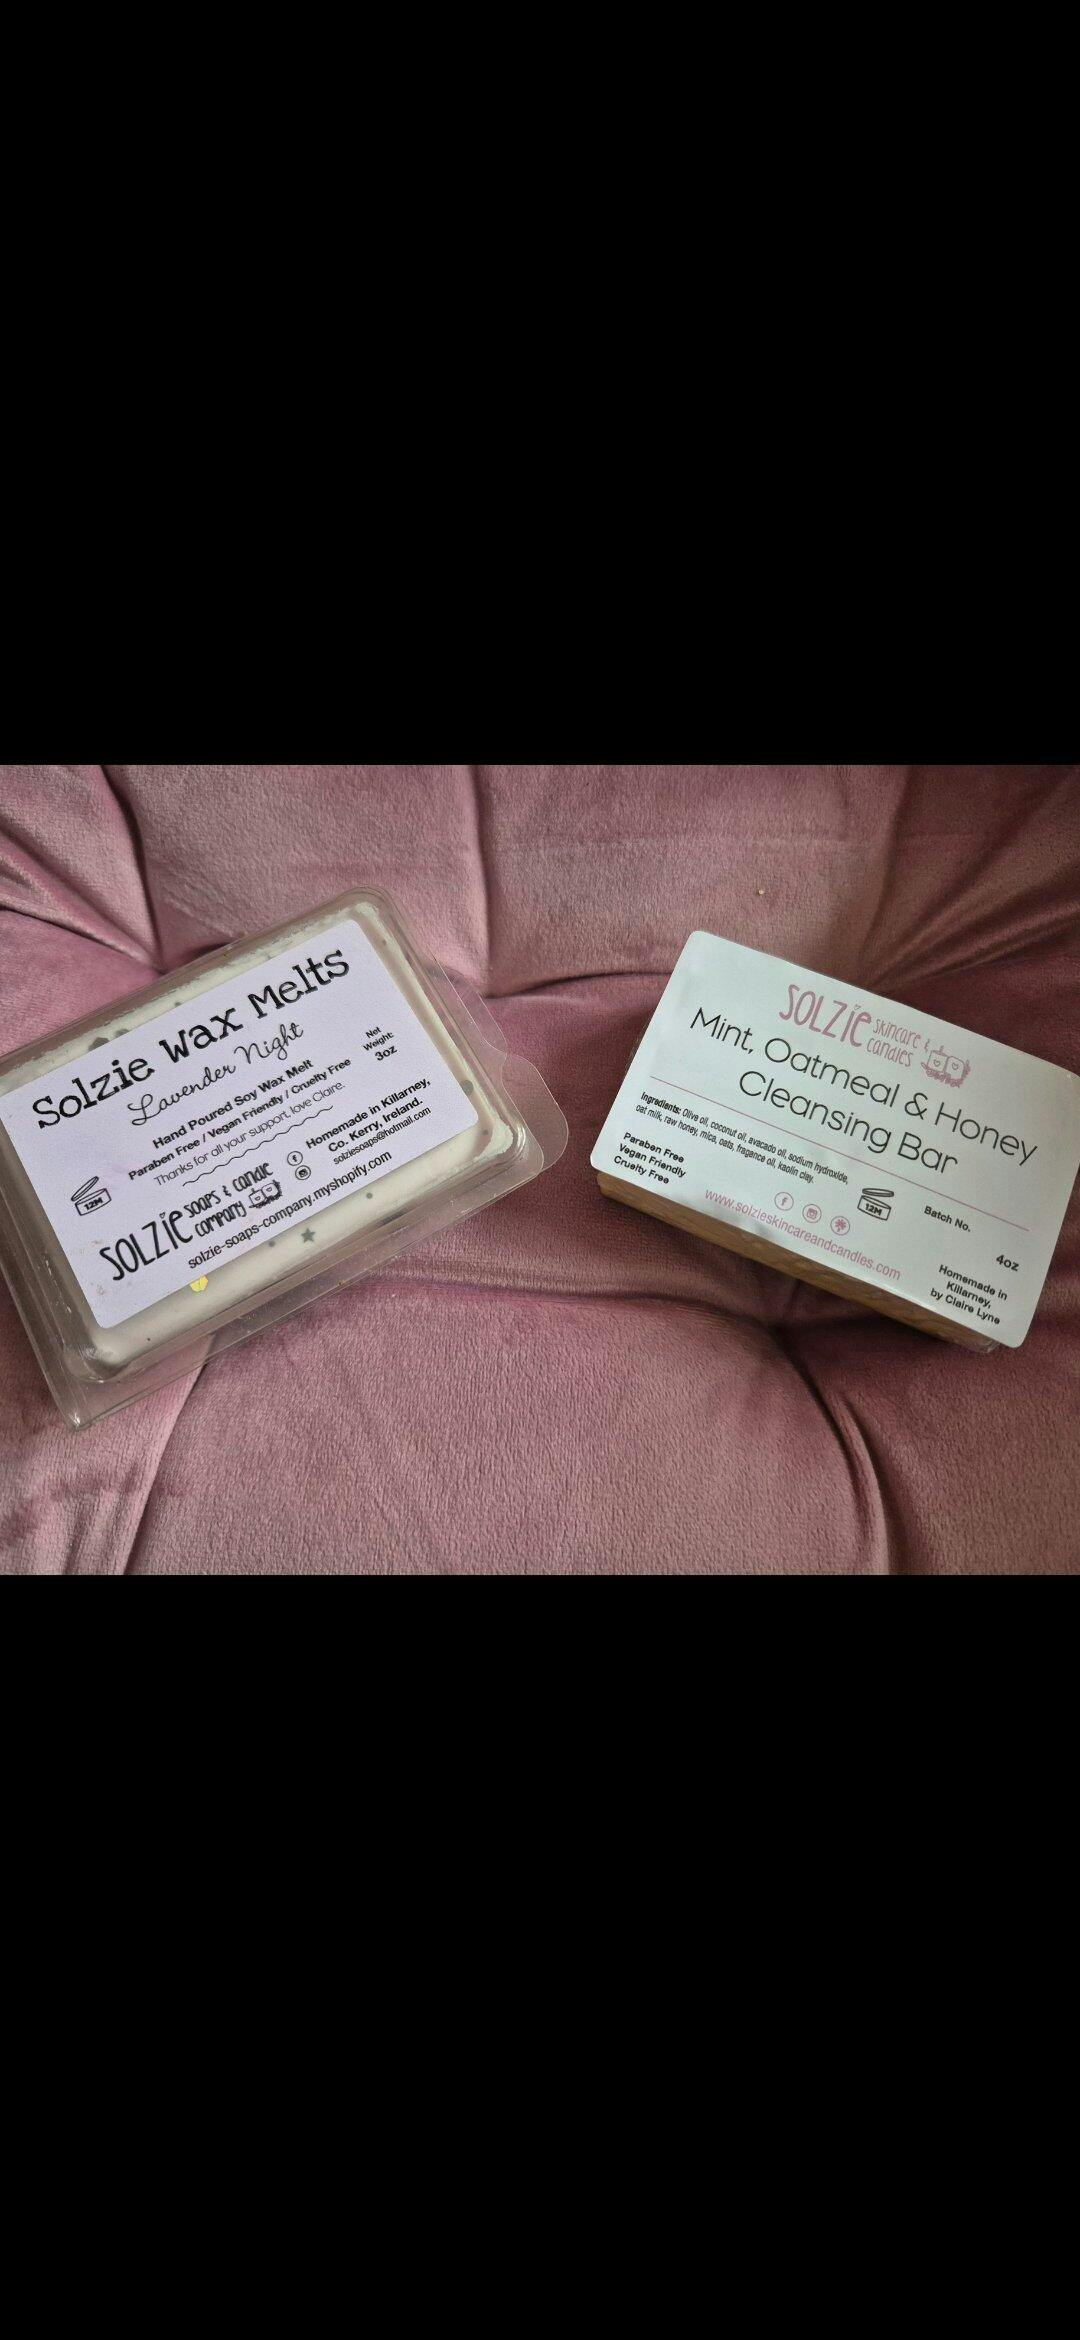 Solzie Wax Melts
Lavender Night
Net
Weight:
3oz
Hand Poured Soy Wax Melt
Paraben Free / Vegan Friendly / Cruelty Free
Thanks for all your support, love Claire.
Homemade in Killarney,
Co. Kerry, Ireland.
solziesoaps@hotmail.com
12M
SOLZiE SOAPS & CANDLE
COMPANY
solzie-soaps-company.myshopify.com
SOLZiE skincare &
candles
Mint, Oatmeal & Honey
Cleansing Bar
Ingredients: Olive oil, coconut oil, avacado oil, sodium hydroxide,
oat milk, raw honey, mica, oats, fragance oil, kaolin clay.
Paraben Free
Vegan Friendly
Cruelty Free
12M
Batch No.
www.solzieskincareandcandles.com
4oz
Homemade in
Killarney,
by Claire Lyne